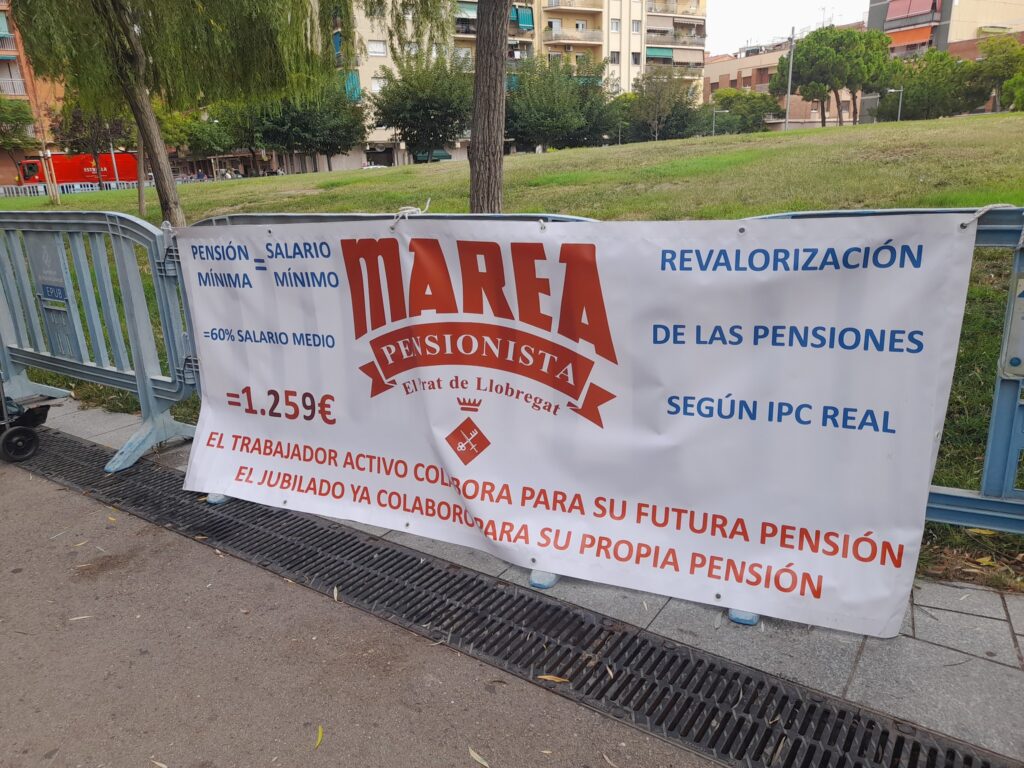 PENSIÓN = SALARIO
MÍNIMA MÍNIMO
=60% SALARIO MEDIO
=1.259€
MAREA
PENSIONISTA
El Prat de Llobregat
REVALORIZACIÓN
DE LAS PENSIONES
SEGÚN IPC REAL
EL TRABAJADOR ACTIVO COLABORA PARA SU FUTURA PENSIÓN
EL JUBILADO YA COLABORO PARA SU PROPIA PENSIÓN